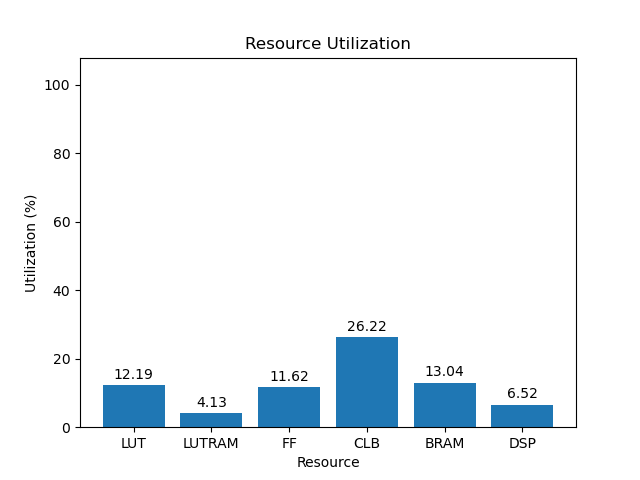 Resource Utilization
Utilization (%)
100
80
60
40
20
0
12.19
4.13
11.62
26.22
13.04
6.52
LUT
LUTRAM
FF
CLB
BRAM
DSP
Resource